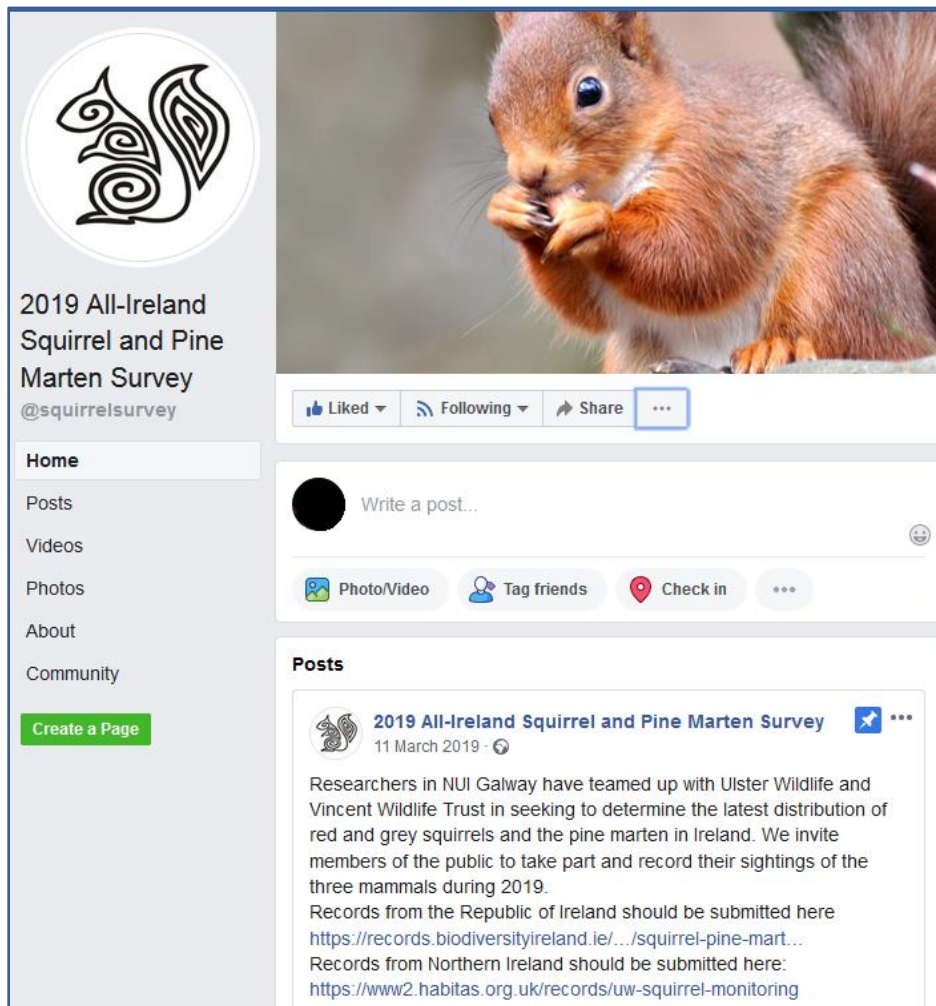 2019 All-Ireland
Squirrel and Pine
Marten Survey
@squirrelsurvey
Home
Posts
Videos
Photos
About
Community
Create a Page
Liked
Following
Share
Write a post...
Photo/Video
Tag friends
Check in
Posts
2019 All-Ireland Squirrel and Pine Marten Survey
11 March 2019 ·
Researchers in NUI Galway have teamed up with Ulster Wildlife and
Vincent Wildlife Trust in seeking to determine the latest distribution of
red and grey squirrels and the pine marten in Ireland. We invite
members of the public to take part and record their sightings of the
three mammals during 2019.
Records from the Republic of Ireland should be submitted here
https://records.biodiversityireland.ie/.../squirrel-pine-mart...
Records from Northern Ireland should be submitted here:
https://www2.habitas.org.uk/records/uw-squirrel-monitoring